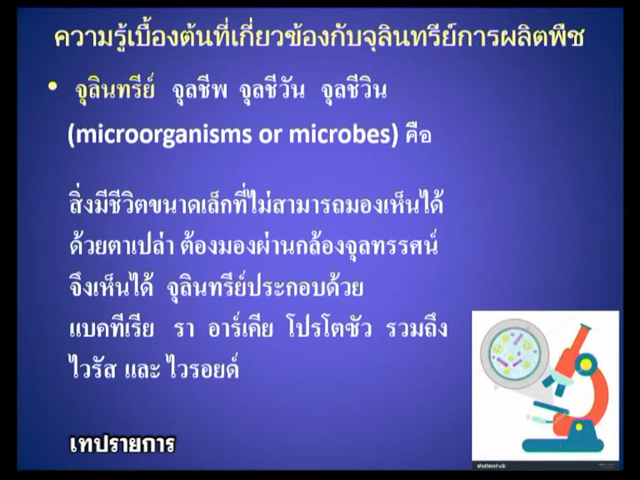 ความรู้เบื้องต้นที่เกี่ยวข้องกับจุลินทรีย์การผลิตพืช
• จุลินทรีย์ จุลชีพ จุลชีวัน จุลชีวิน
(microorganisms or microbes) คือ
สิ่งมีชีวิตขนาดเล็กที่ไม่สามารถมองเห็นได้
ด้วยตาเปล่า ต้องมองผ่านกล้องจุลทรรศน์
จึงเห็นได้ จุลินทรีย์ประกอบด้วย
แบคทีเรีย รา อาร์เคีย โปรโตซัว รวมถึง
ไวรัส และ ไวรอยด์
เทปรายการ
shutterstock